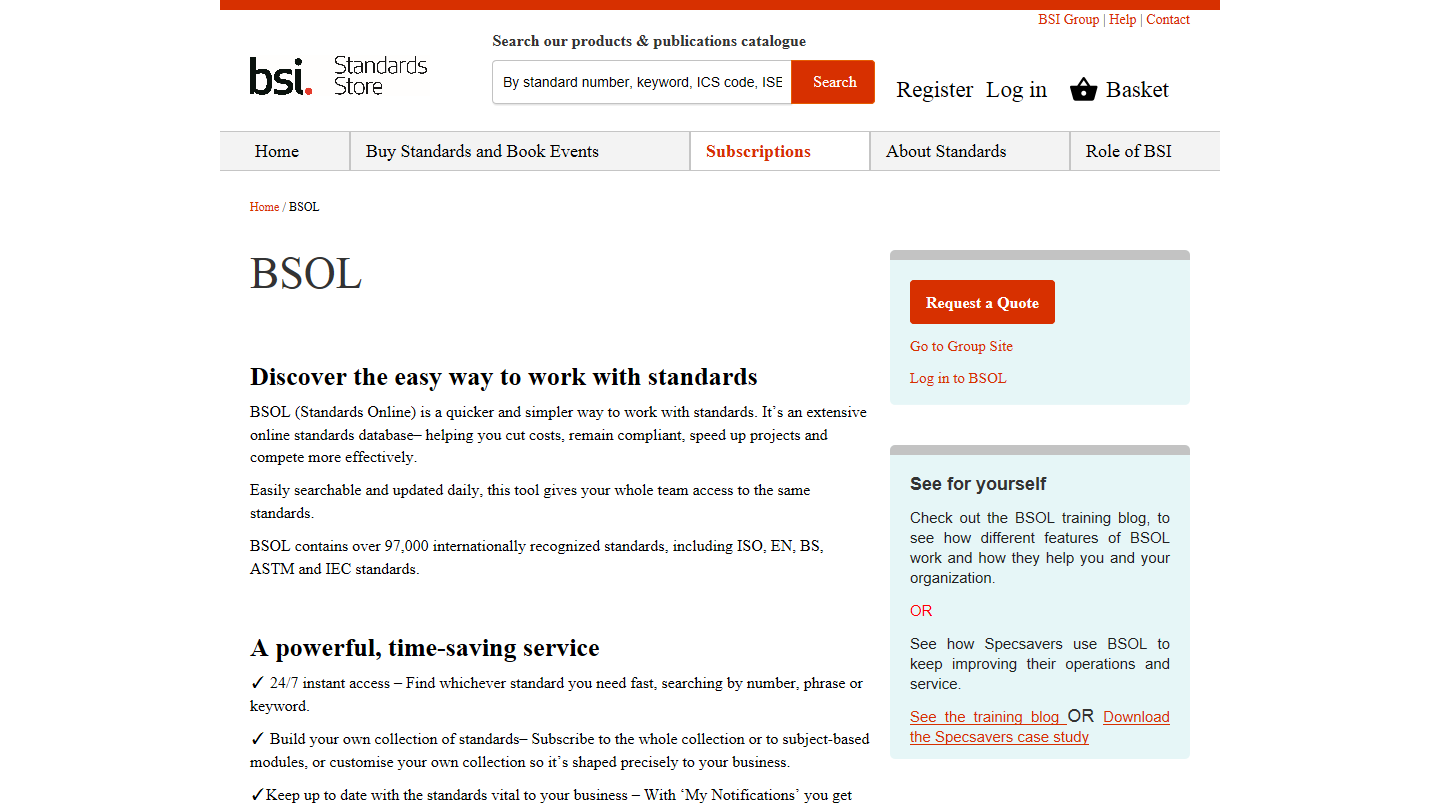 BSI Group | Help | Contact
Search our products & publications catalogue
bsi. Standards Store
By standard number, keyword, ICS code, ISE
Search
Register Log in Basket
Home
Buy Standards and Book Events
Subscriptions
About Standards
Role of BSI
Home / BSOL
BSOL
Discover the easy way to work with standards
BSOL (Standards Online) is a quicker and simpler way to work with standards. It’s an extensive
online standards database– helping you cut costs, remain compliant, speed up projects and
compete more effectively.
Easily searchable and updated daily, this tool gives your whole team access to the same
standards.
BSOL contains over 97,000 internationally recognized standards, including ISO, EN, BS,
ASTM and IEC standards.
A powerful, time-saving service
✓ 24/7 instant access – Find whichever standard you need fast, searching by number, phrase or
keyword.
✓ Build your own collection of standards– Subscribe to the whole collection or to subject-based
modules, or customise your own collection so it’s shaped precisely to your business.
✓Keep up to date with the standards vital to your business – With ‘My Notifications’ you get
Request a Quote
Go to Group Site
Log in to BSOL
See for yourself
Check out the BSOL training blog, to
see how different features of BSOL
work and how they help you and your
organization.
OR
See how Specsavers use BSOL to
keep improving their operations and
service.
See the training blog OR Download
the Specsavers case study